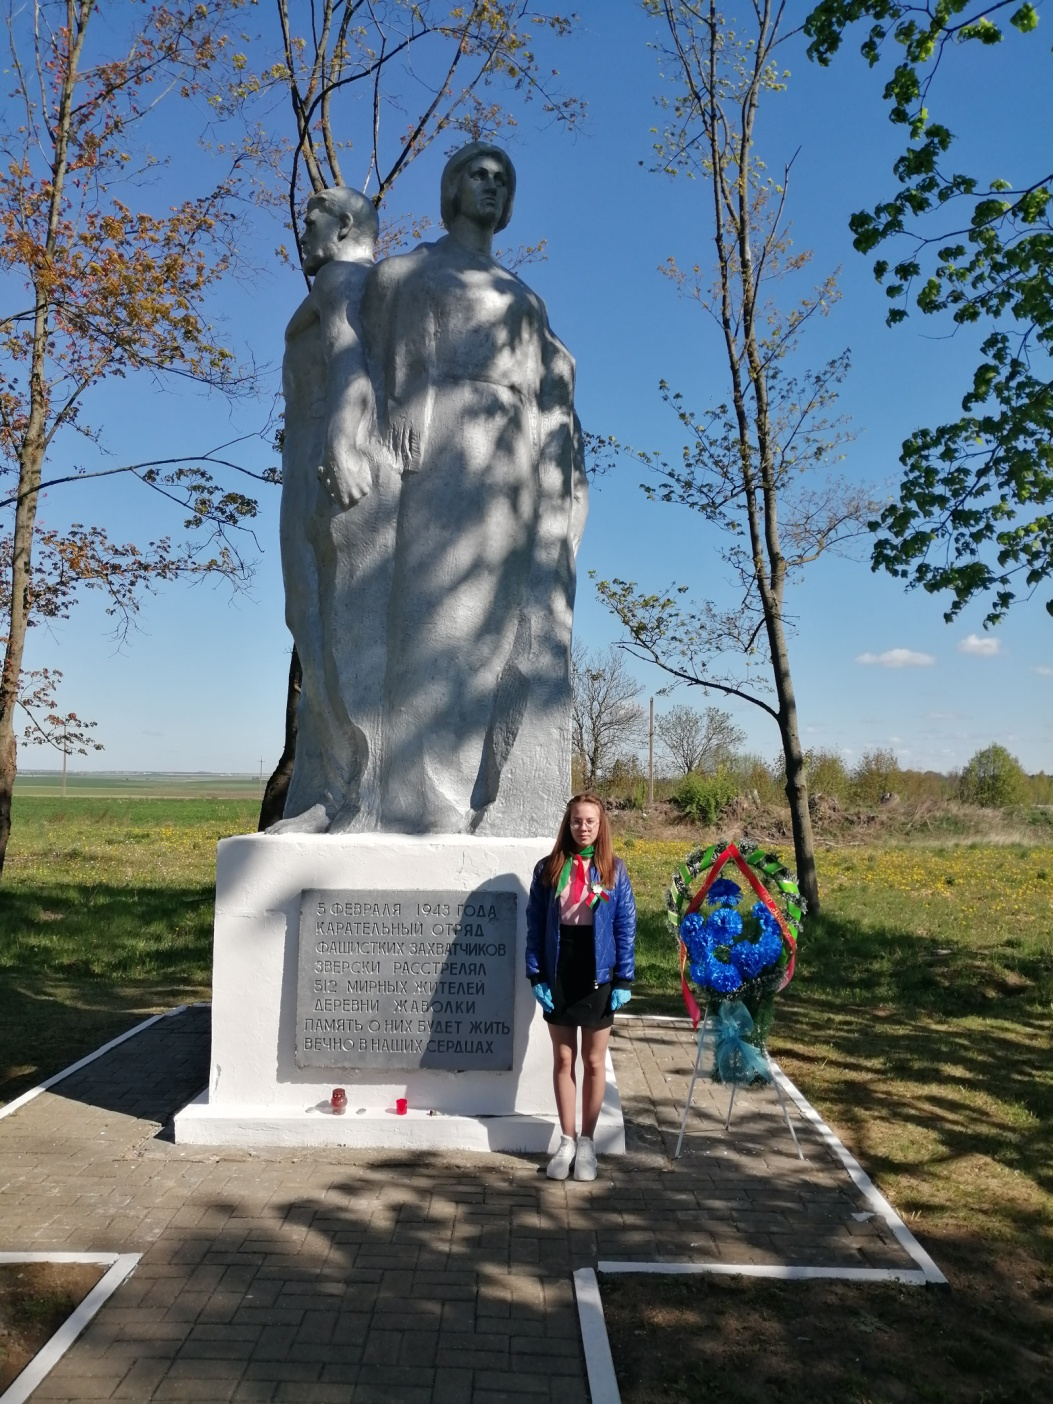 5 ФЕВРАЛЯ 1943 ГОДА
КАРАТЕЛЬНЫЙ ОТРЯД
ФАШИСТКИХ ЗАХВАТЧИКОВ
ЗВЕРСКИ РАССТРЕЛЯЛ
512 МИРНЫХ ЖИТЕЛЕЙ
ДЕРЕВНИ ЖАВОЛКИ
ПАМЯТЬ О НИХ БУДЕТ ЖИТЬ
ВЕЧНО В НАШИХ СЕРДЦАХ